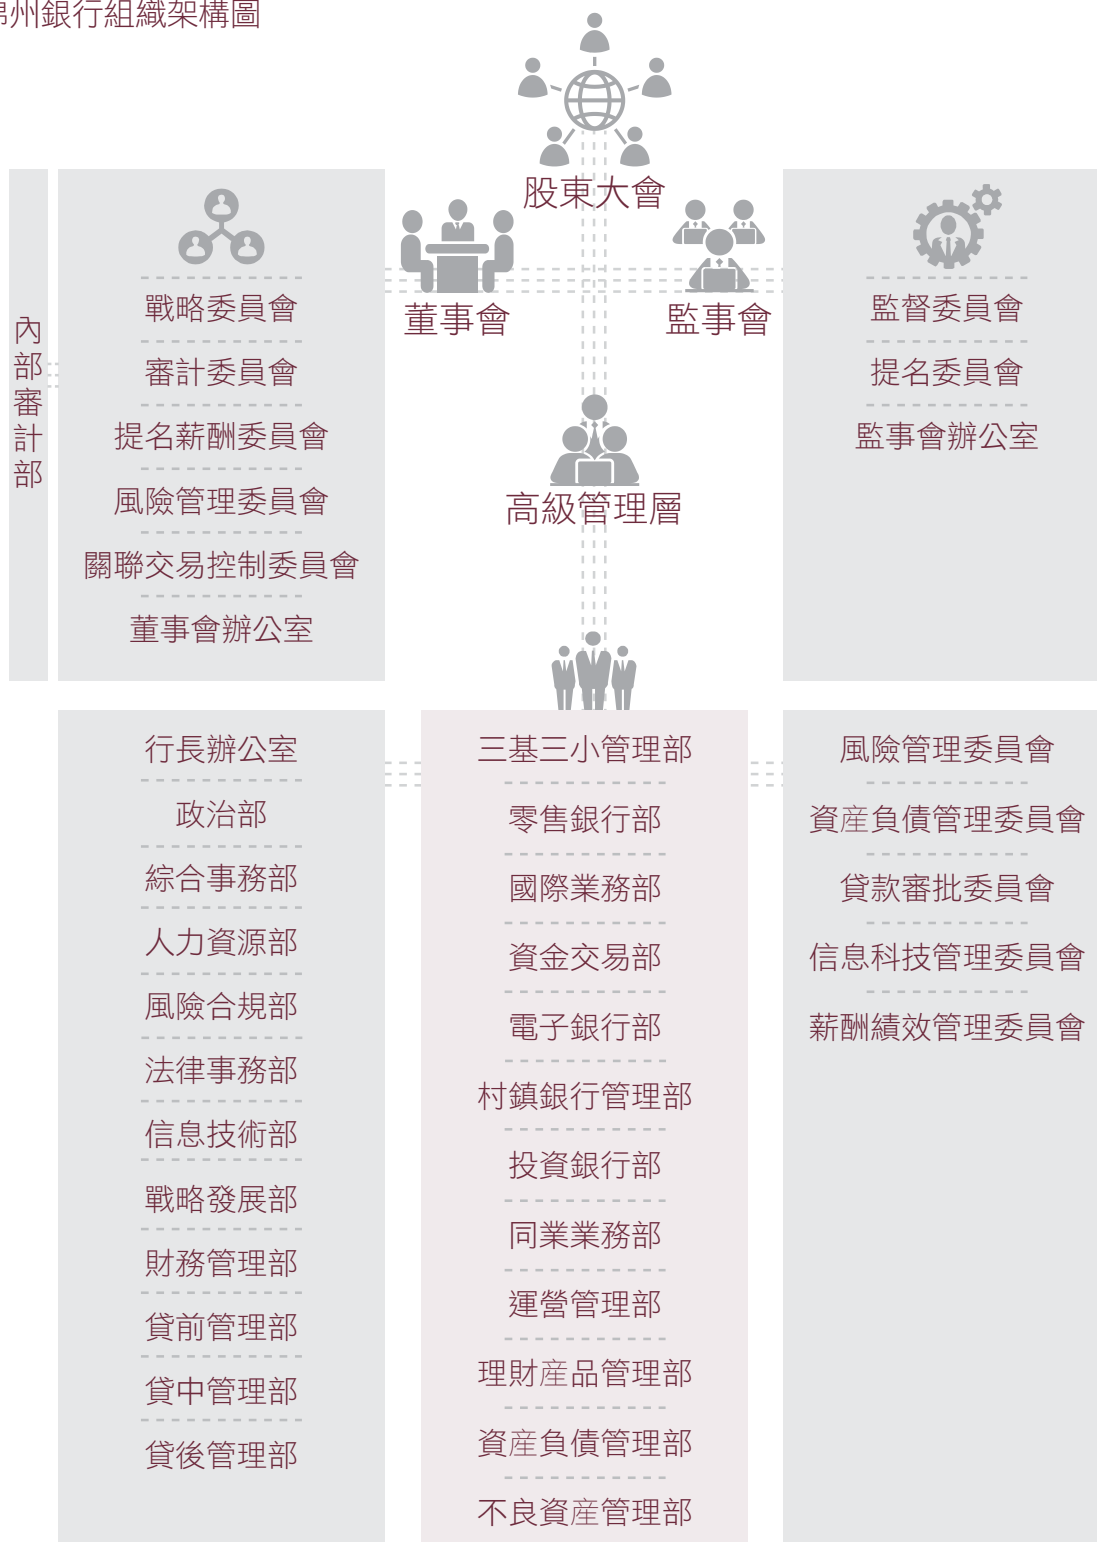 州銀行組織架構圖
股東大會
董事會
監事會
高級管理層
內部審計部
戰略委員會
審計委員會
提名薪酬委員會
風險管理委員會
關聯交易控制委員會
董事會辦公室
監督委員會
提名委員會
監事會辦公室
行長辦公室
政治部
綜合事務部
人力資源部
風險合規部
法律事務部
信息技術部
戰略發展部
財務管理部
貸前管理部
貸中管理部
貸後管理部
三基三小管理部
零售銀行部
國際業務部
資金交易部
電子銀行部
村鎮銀行管理部
投資銀行部
同業業務部
運營管理部
理財産品管理部
資産負債管理部
不良資産管理部
風險管理委員會
資産負債管理委員會
貸款審批委員會
信息科技管理委員會
薪酬績效管理委員會